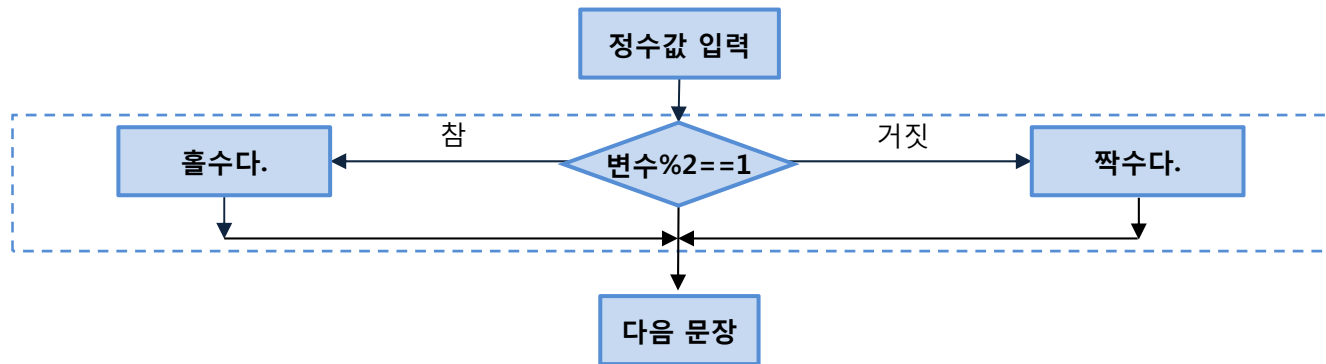 정수값 입력
참
거짓
홀수다.
변수%2==1
짝수다.
다음 문장